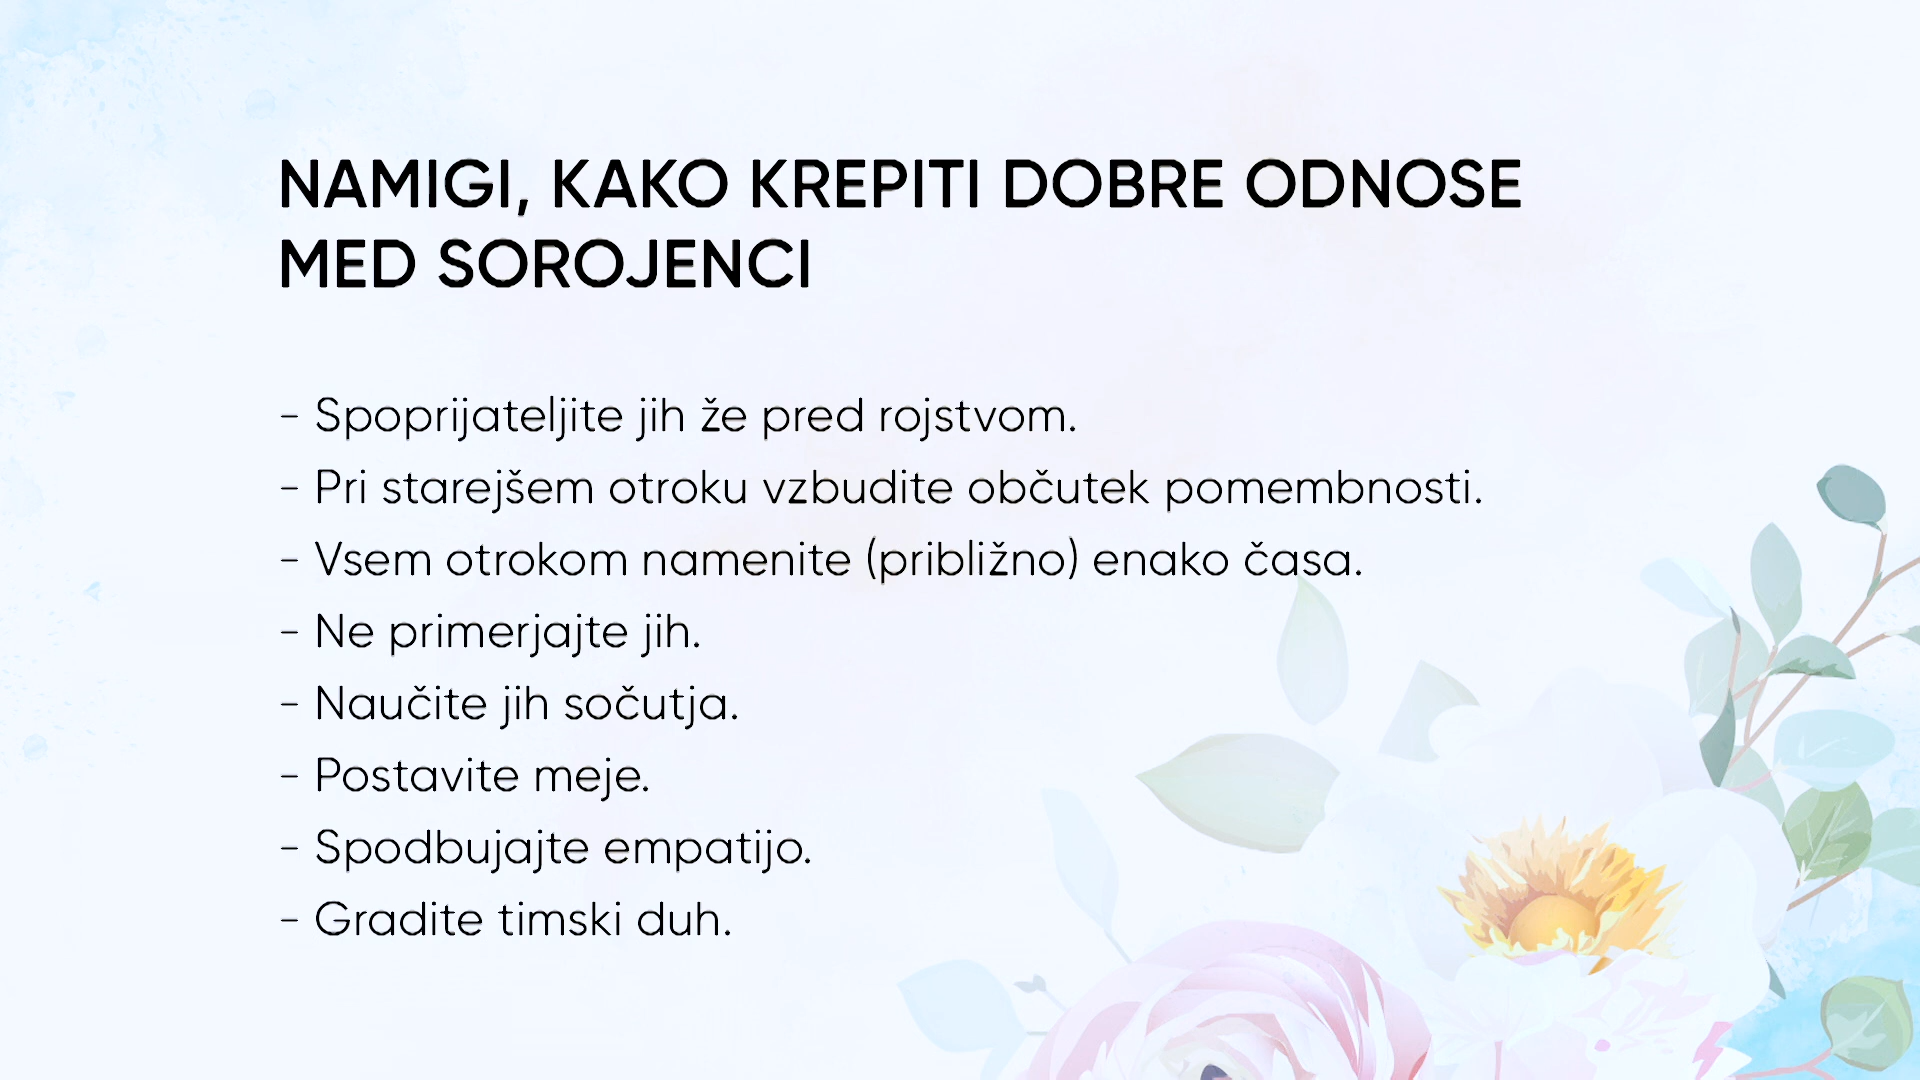 NAMIGI, KAKO KREPITI DOBRE ODNOSE
MED SOROJENCI
- Spoprijateljite jih že pred rojstvom.
- Pri starejšem otroku vzbudite občutek pomembnosti.
- Vsem otrokom namenite (približno) enako časa.
- Ne primerjajte jih.
- Naučite jih sočutja.
- Postavite meje.
- Spodbujajte empatijo.
- Gradite timski duh.